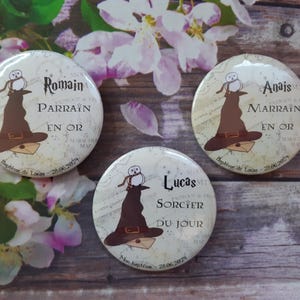 Romain
PARRAIN
EN OR
Anaïs
MARRAINE
EN OR
Lucas
SORCIER
DU JOUR